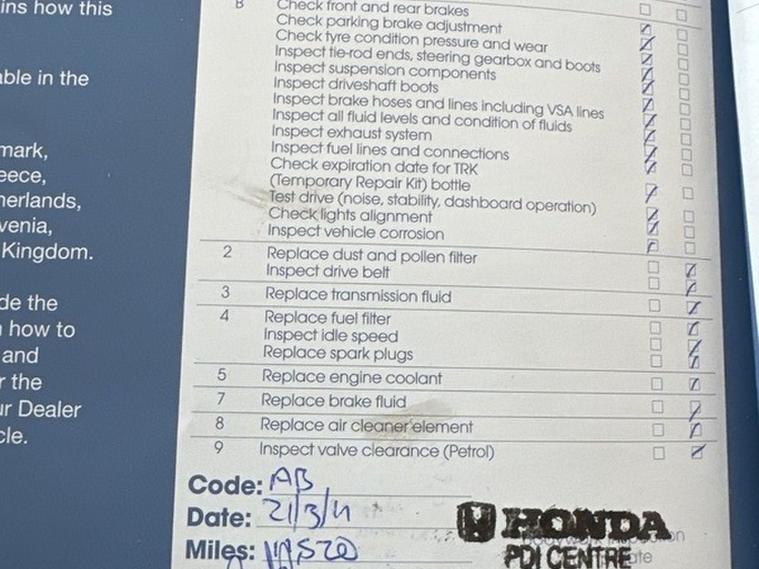 ins how this
able in the
mark,
eece,
herlands,
venia,
Kingdom.
de the
how to
and
r the
ur Dealer
cle.
B Check front and rear brakes
Check parking brake adjustment
Check tyre condition pressure and wear
Inspect tie-rod ends, steering gearbox and boots
Inspect suspension components
Inspect driveshaft boots
Inspect brake hoses and lines including VSA lines
Inspect all fluid levels and condition of fluids
Inspect exhaust system
Inspect fuel lines and connections
Check expiration date for TRK
(Temporary Repair Kit) bottle
Test drive (noise, stability, dashboard operation)
Check lights alignment
Inspect vehicle corrosion
2 Replace dust and pollen filter
Inspect drive belt
3 Replace transmission fluid
4 Replace fuel filter
Inspect idle speed
Replace spark plugs
5 Replace engine coolant
7 Replace brake fluid
8 Replace air cleaner element
9 Inspect valve clearance (Petrol)
Code: AB
Date: 21/3/11
Miles:
HONDA
PDI CENTRE